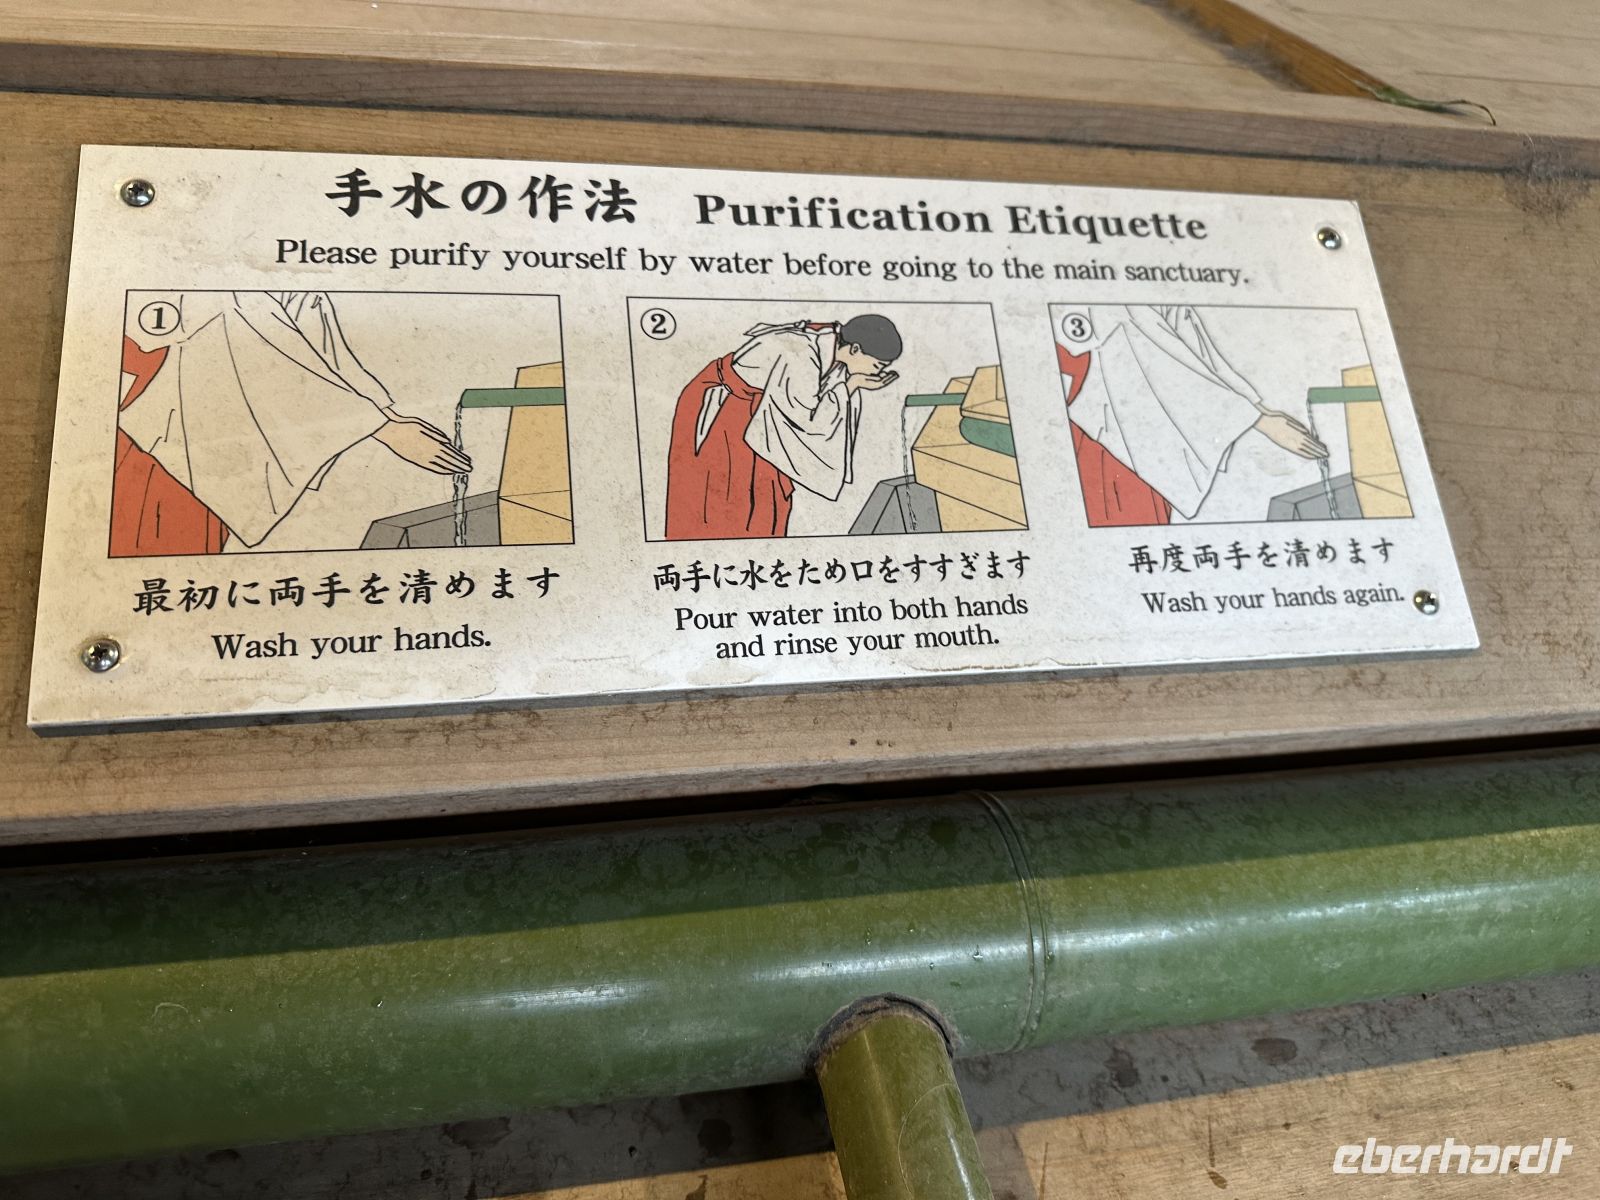 手水の作法 Purification Etiquette
Please purify yourself by water before going to the main sanctuary.
①
最初に両手を清めます
Wash your hands.
②
両手に水をため口をすすぎます
Pour water into both hands
and rinse your mouth.
③
再度両手を清めます
Wash your hands again.
eberhardt